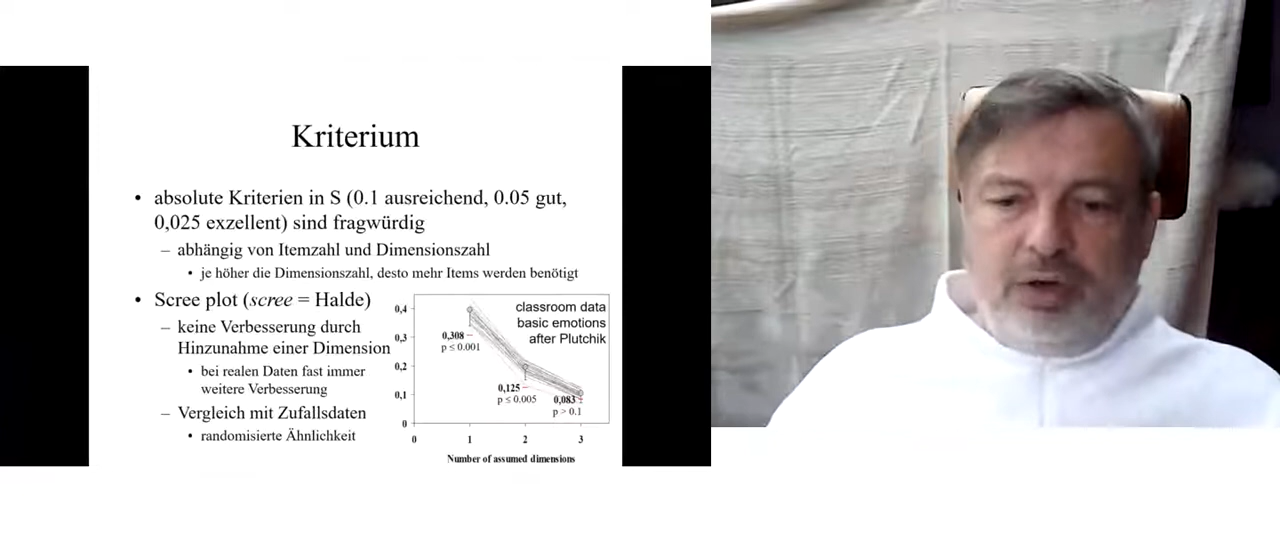 Kriterium
• absolute Kriterien in S (0.1 ausreichend, 0.05 gut,
0,025 exzellent) sind fragwürdig
– abhängig von Itemzahl und Dimensionszahl
• je höher die Dimensionszahl, desto mehr Items werden benötigt
• Scree plot (scree = Halde)
– keine Verbesserung durch
Hinzunahme einer Dimension
• bei realen Daten fast immer
weitere Verbesserung
– Vergleich mit Zufallsdaten
• randomisierte Ähnlichkeit
classroom data
basic emotions
after Plutchik
0,4
0,3
0,2
0,1
0
0,308
p ≤ 0.001
0,125
p ≤ 0.005
0,083
p > 0.1
0 1 2 3
Number of assumed dimensions